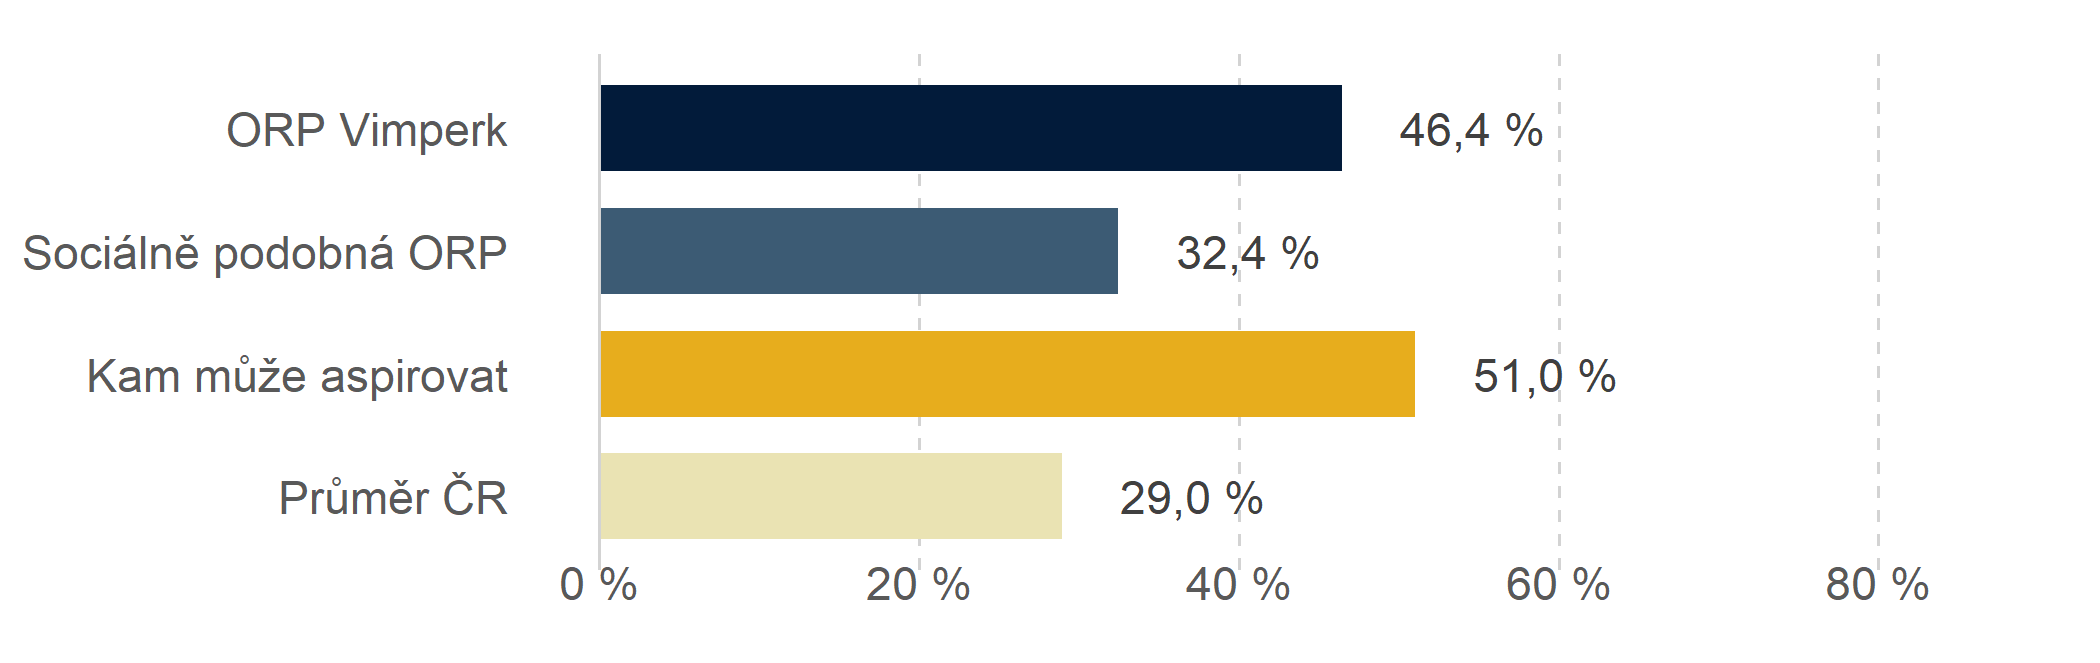 ORP Vimperk
46,4 %
Sociálně podobná ORP
32,4 %
Kam může aspirovat
51,0 %
Průměr ČR
29,0 %
0 %
20 %
40 %
60 %
80 %